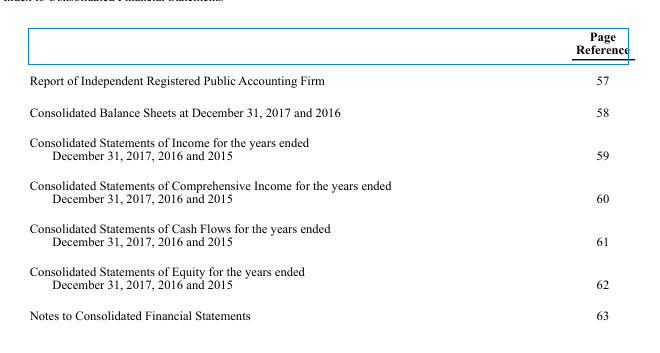 Index to Consolidated Financial Statements
Page
Reference
Report of Independent Registered Public Accounting Firm 57
Consolidated Balance Sheets at December 31, 2017 and 2016 58
Consolidated Statements of Income for the years ended
December 31, 2017, 2016 and 2015 59
Consolidated Statements of Comprehensive Income for the years ended
December 31, 2017, 2016 and 2015 60
Consolidated Statements of Cash Flows for the years ended
December 31, 2017, 2016 and 2015 61
Consolidated Statements of Equity for the years ended
December 31, 2017, 2016 and 2015 62
Notes to Consolidated Financial Statements 63